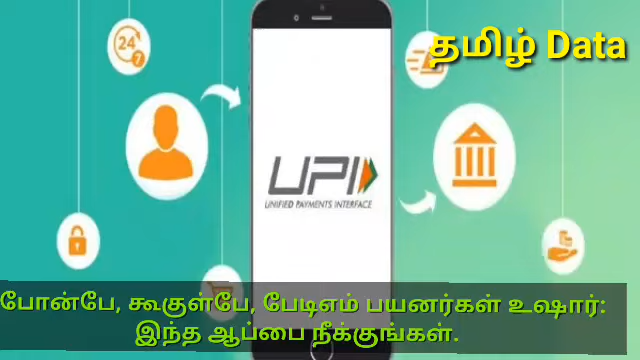 தமிழ் Data
24
7
UPI
UNIFIED PAYMENTS INTERFACE
போன்பே, கூகுள்பே, பேடிஎம் பயனர்கள் உஷார்:
இந்த ஆப்பை நீக்குங்கள்.